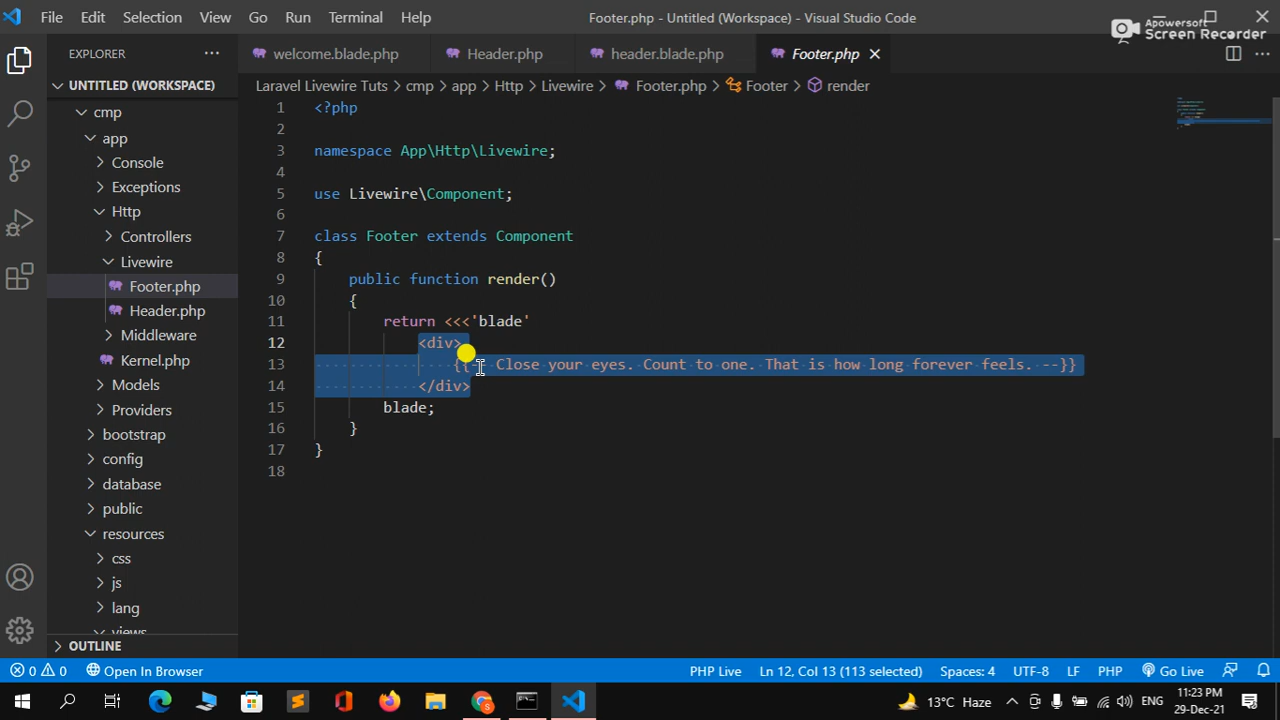 File Edit Selection View Go Run Terminal Help Footer.php - Untitled (Workspace) - Visual Studio Code
Apowersoft
Screen Recorder
EXPLORER ...
welcome.blade.php Header.php header.blade.php Footer.php
UNTITLED (WORKSPACE)
Laravel Livewire Tuts > cmp > app > Http > Livewire > Footer.php > Footer > render
cmp
app
Console
Exceptions
Http
Controllers
Livewire
Footer.php
Header.php
Middleware
Kernel.php
Models
Providers
bootstrap
config
database
public
resources
css
js
lang
views
OUTLINE
1 <?php
2
3 namespace App\Http\Livewire;
4
5 use Livewire\Component;
6
7 class Footer extends Component
8 {
9 public function render()
10 {
11 return <<<'blade'
12 <div>
13 {{-- Close your eyes. Count to one. That is how long forever feels. --}}
14 </div>
15 blade;
16 }
17 }
18
0 0 Open In Browser PHP Live Ln 12, Col 13 (113 selected) Spaces: 4 UTF-8 LF PHP Go Live
13°C Haze ENG 11:23 PM
29-Dec-21